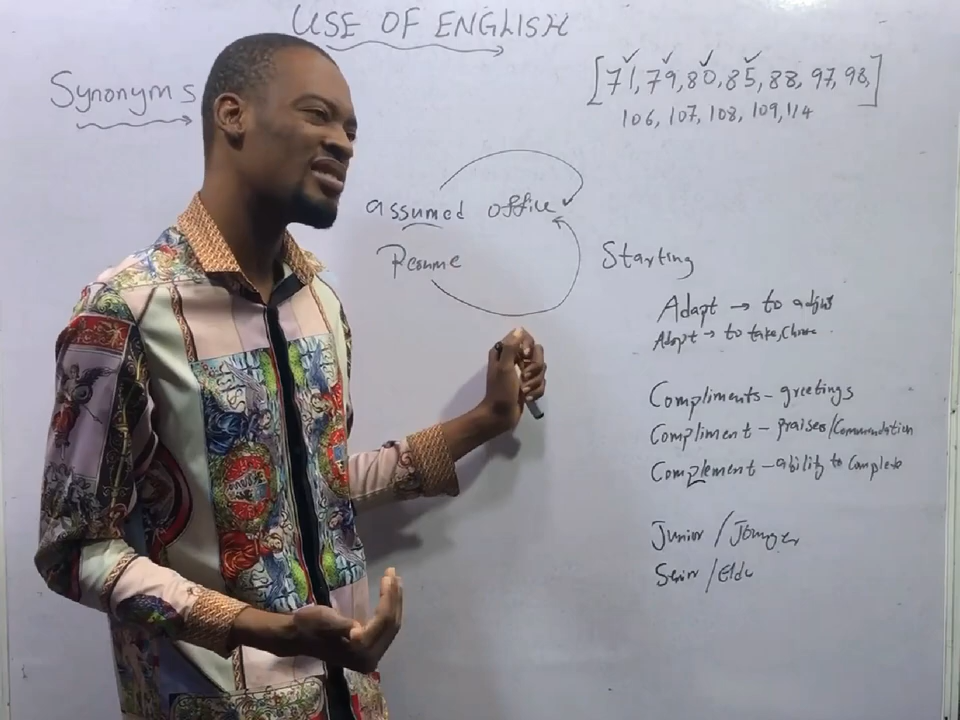 USE OF ENGLISH
Synonyms
[71, 79, 80, 85, 88, 97, 98,]
106, 107, 108, 109, 114
assumed office
Resume
Starting
Adapt → to adjust
Adopt → to take,
Compliments - greetings
Compliment - praises/Commendation
Complement - ability to Complete
Junior / Younger
Senior / Elder